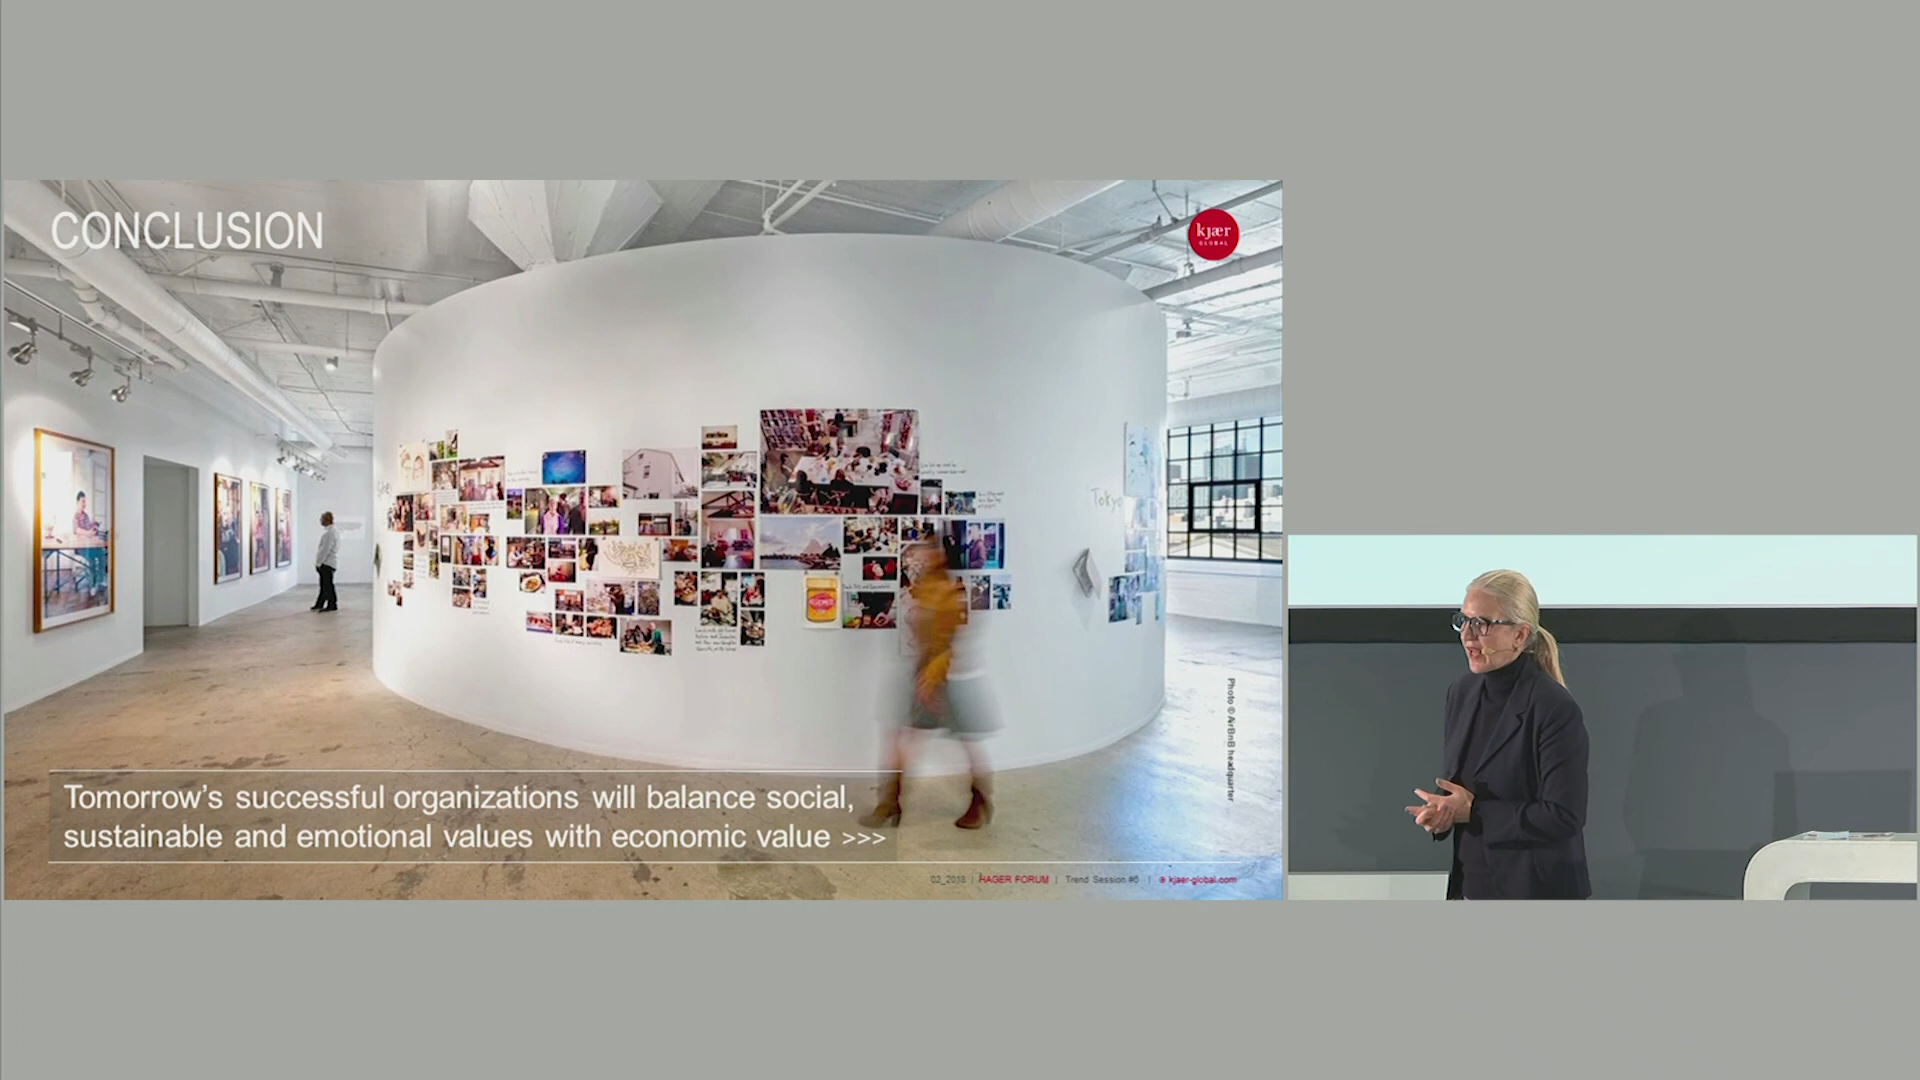 CONCLUSION
kjær
GLOBAL
Tokyo
Photo © AirBnB headquarter
Tomorrow's successful organizations will balance social,
sustainable and emotional values with economic value >>>
02_2018 | HAGER FORUM | Trend Session #6 | © kjaer-global.com